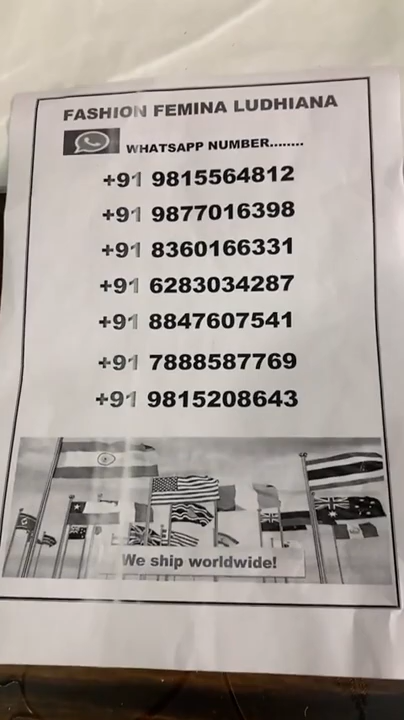 FASHION FEMINA LUDHIANA
WHATSAPP NUMBER........
+91 9815564812
+91 9877016398
+91 8360166331
+91 6283034287
+91 8847607541
+91 7888587769
+91 9815208643
We ship worldwide!